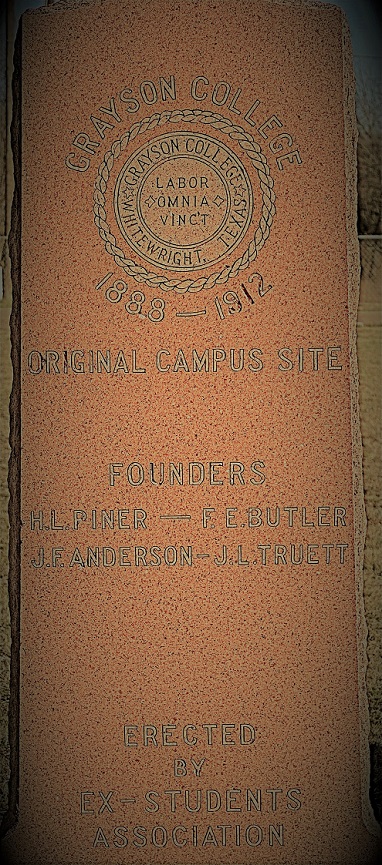 GRAYSON COLLEGE
GRAYSON COLLEGE
LABOR
OMNIA
VINCT
WHITEWRIGHT, TEXAS
1888 — 1912
ORIGINAL CAMPUS SITE
FOUNDERS
H.L.PINER — F.E.BUTLER
J.F.ANDERSON — J.L.TRUETT
ERECTED
BY
EX-STUDENTS
ASSOCIATION